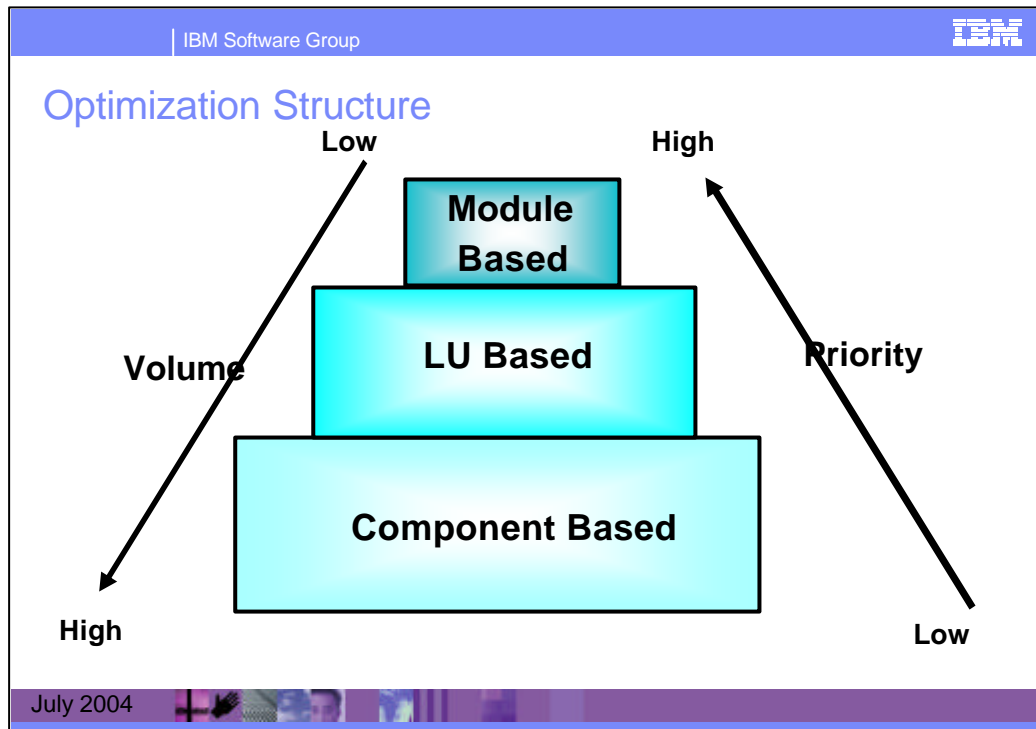 IBM Software Group
IBM
Optimization Structure
Low
High
Module
Based
LU Based
Volume
Priority
Component Based
High
Low
July 2004